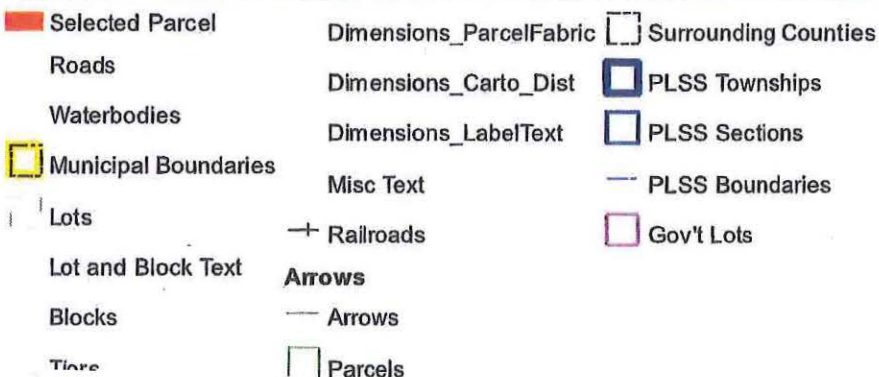 Selected Parcel
Roads
Waterbodies
Municipal Boundaries
Lots
Lot and Block Text
Blocks
Tiers
Dimensions_ParcelFabric
Dimensions_Carto_Dist
Dimensions_LabelText
Misc Text
Railroads
Arrows
Arrows
Parcels
Surrounding Counties
PLSS Townships
PLSS Sections
PLSS Boundaries
Gov't Lots